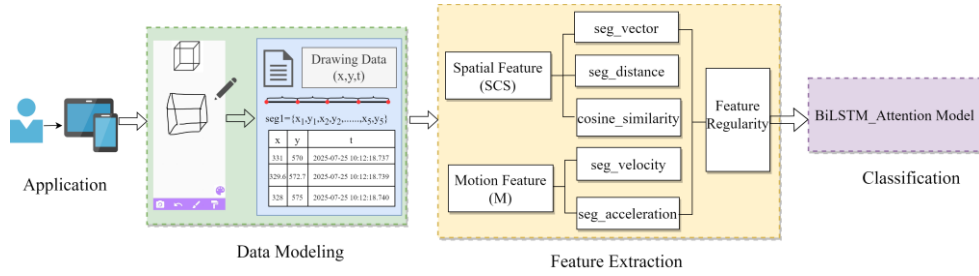 Application
Drawing Data
(x,y,t)
seg1={x₁,y₁,x₂,y₂,......,x₅,y₅}
x y t
331 570 2025-07-25 10:12:18.737
329.6 572.7 2025-07-25 10:12:18.739
328 575 2025-07-25 10:12:18.740
Data Modeling
Spatial Feature
(SCS)
seg_vector
seg_distance
cosine_similarity
Motion Feature
(M)
seg_velocity
seg_acceleration
Feature
Regularity
Feature Extraction
BiLSTM_Attention Model
Classification